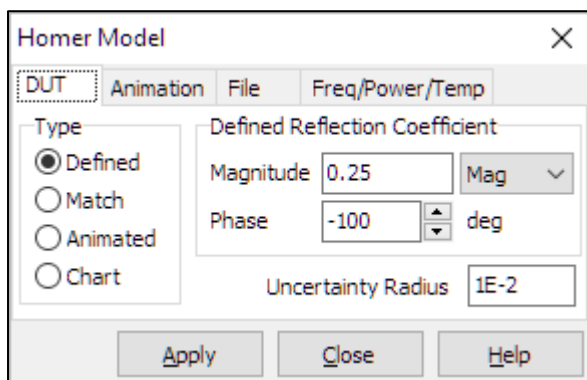 Homer Model
DUT Animation File Freq/Power/Temp
Type
Defined
Match
Animated
Chart
Defined Reflection Coefficient
Magnitude 0.25 Mag
Phase -100 deg
Uncertainty Radius 1E-2
Apply Close Help